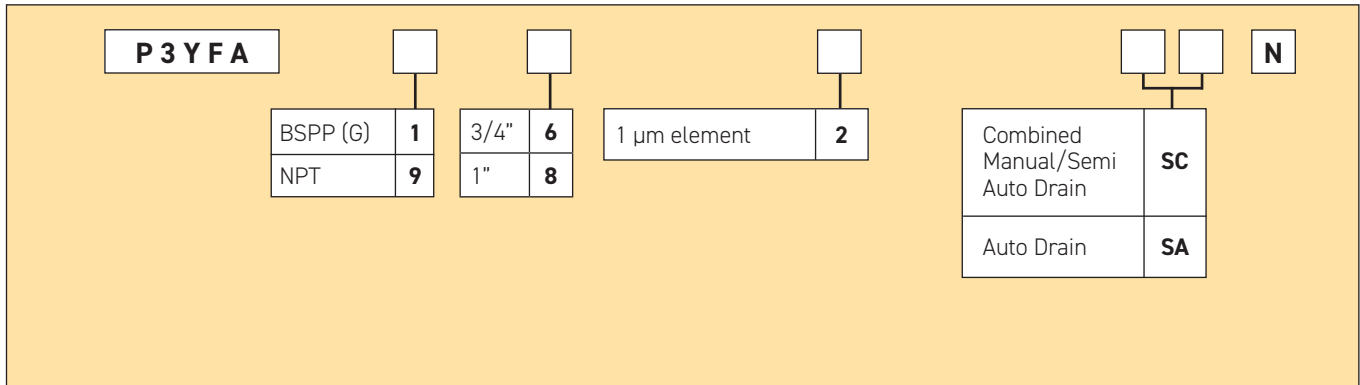 P3YFA N
BSPP (G) 1 3/4" 6 1 µm element 2 Combined
Manual/Semi SC
Auto Drain
NPT 9 1" 8
Auto Drain SA